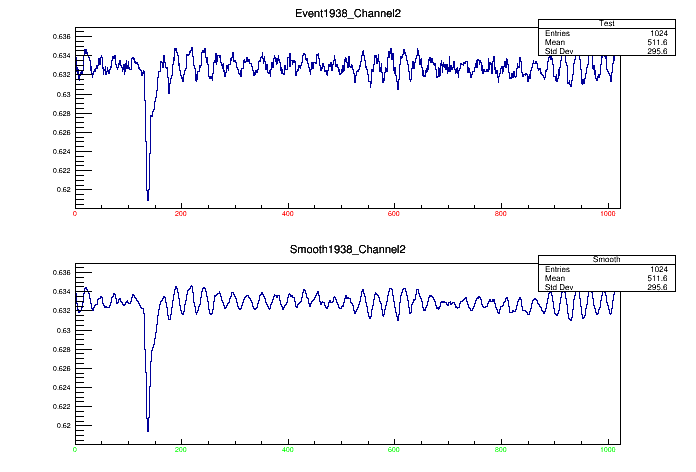 Event1938_Channel2
Test
Entries 1024
Mean 511.6
Std Dev 295.6
0.636
0.634
0.632
0.63
0.628
0.626
0.624
0.622
0.62
0 200 400 600 800 1000
Smooth1938_Channel2
Smooth
Entries 1024
Mean 511.6
Std Dev 295.6
0.636
0.634
0.632
0.63
0.628
0.626
0.624
0.622
0.62
0 200 400 600 800 1000